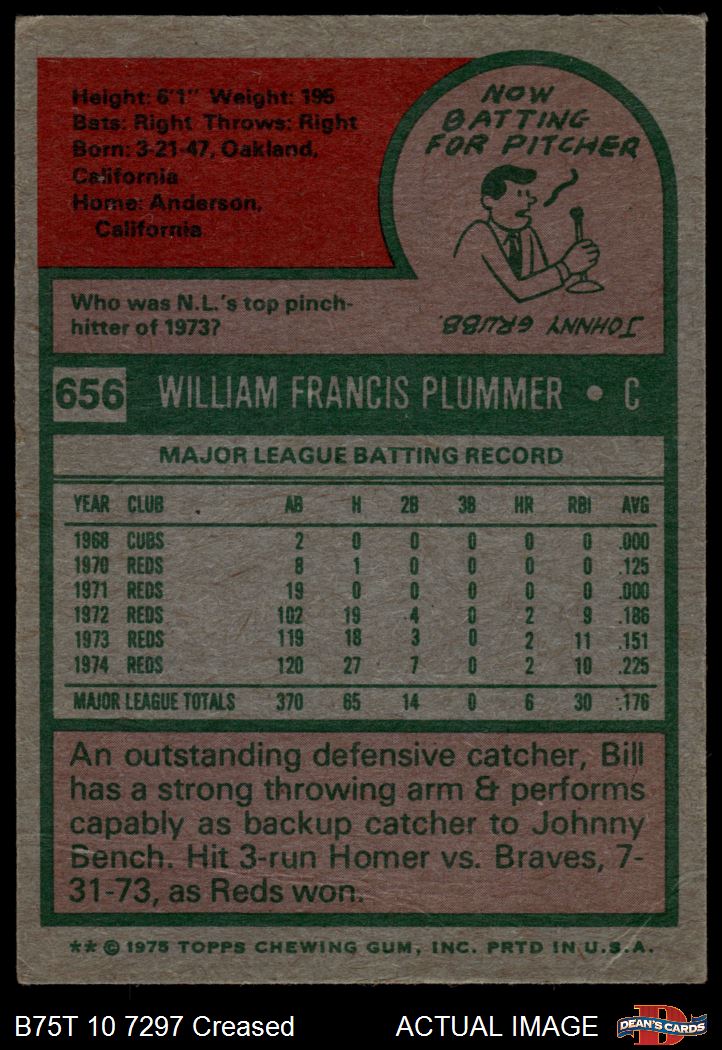 Height: 6'1" Weight: 195
Bats: Right Throws: Right
Born: 3-21-47, Oakland,
California
Home: Anderson,
California
NOW
BATTING
FOR PITCHER
Who was N.L.'s top pinch-
hitter of 1973?
JOHNNY GRUBB.
656 WILLIAM FRANCIS PLUMMER • C
MAJOR LEAGUE BATTING RECORD
YEAR CLUB AB H 2B 3B HR RBI AVG
1968 CUBS 2 0 0 0 0 0 .000
1970 REDS 8 1 0 0 0 0 .125
1971 REDS 19 0 0 0 0 0 .000
1972 REDS 102 19 4 0 2 9 .186
1973 REDS 119 18 3 0 2 11 .151
1974 REDS 120 27 7 0 2 10 .225
MAJOR LEAGUE TOTALS 370 65 14 0 6 30 .176
An outstanding defensive catcher, Bill
has a strong throwing arm & performs
capably as backup catcher to Johnny
Bench. Hit 3-run Homer vs. Braves, 7-
31-73, as Reds won.
** © 1975 TOPPS CHEWING GUM, INC. PRTD IN U.S.A.
B75T 10 7297 Creased ACTUAL IMAGE
D
DEAN'S CARDS